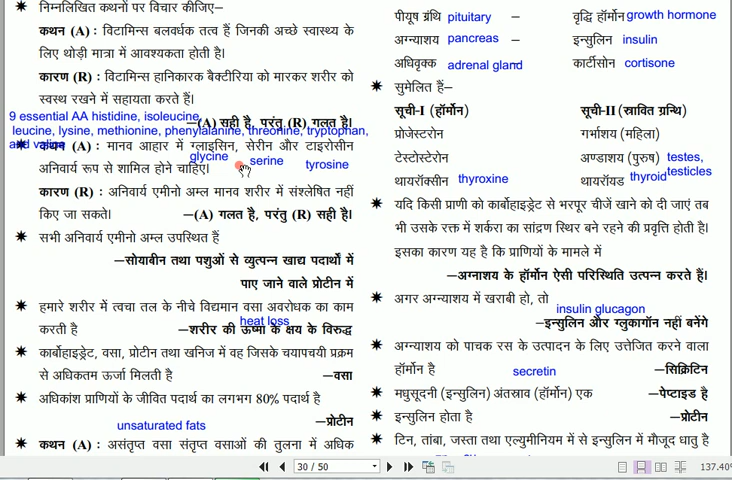 ✷ निम्नलिखित कथनों पर विचार कीजिए–
कथन (A) : विटामिन्स बलवर्धक तत्व हैं जिनकी अच्छे स्वास्थ्य के
लिए थोड़ी मात्रा में आवश्यकता होती है।
कारण (R) : विटामिन्स हानिकारक बैक्टीरिया को मारकर शरीर को
स्वस्थ रखने में सहायता करते हैं।
–(A) सही है, परंतु (R) गलत है।
9 essential AA histidine, isoleucine,
leucine, lysine, methionine, phenylalanine, threonine, tryptophan,
and valine
✷ कथन (A) : मानव आहार में ग्लाइसिन, सेरीन और टाइरोसीन
glycine serine tyrosine
अनिवार्य रूप से शामिल होने चाहिए।
कारण (R) : अनिवार्य एमीनो अम्ल मानव शरीर में संश्लेषित नहीं
किए जा सकते। –(A) गलत है, परंतु (R) सही है।
✷ सभी अनिवार्य एमीनो अम्ल उपस्थित हैं
–सोयाबीन तथा पशुओं से व्युत्पन्न खाद्य पदार्थों में
पाए जाने वाले प्रोटीन में
✷ हमारे शरीर में त्वचा तल के नीचे विद्यमान वसा अवरोधक का काम
heat loss
करती है –शरीर की ऊष्मा के क्षय के विरुद्ध
✷ कार्बोहाइड्रेट, वसा, प्रोटीन तथा खनिज में वह जिसके चयापचयी प्रक्रम
से अधिकतम ऊर्जा मिलती है –वसा
✷ अधिकांश प्राणियों के जीवित पदार्थ का लगभग 80% पदार्थ है
–प्रोटीन
unsaturated fats
✷ कथन (A) : असंतृप्त वसा संतृप्त वसाओं की तुलना में अधिक
पीयूष ग्रंथि pituitary – वृद्धि हॉर्मोन growth hormone
अग्न्याशय pancreas – इन्सुलिन insulin
अधिवृक्क adrenal gland – कार्टीसोन cortisone
✷ सुमेलित हैं–
सूची-I (हॉर्मोन) सूची-II (स्रावित ग्रन्थि)
प्रोजेस्टरोन गर्भाशय (महिला)
टेस्टोस्टेरोन अण्डाशय (पुरुष) testes,
testicles
थायरॉक्सीन thyroxine थायरॉयड thyroid
✷ यदि किसी प्राणी को कार्बोहाइड्रेट से भरपूर चीजें खाने को दी जाएं तब
भी उसके रक्त में शर्करा का सांद्रण स्थिर बने रहने की प्रवृत्ति होती है।
इसका कारण यह है कि प्राणियों के मामले में
–अग्नाशय के हॉर्मोन ऐसी परिस्थिति उत्पन्न करते हैं।
✷ अगर अग्न्याशय में खराबी हो, तो
insulin glucagon
–इन्सुलिन और ग्लुकागॉन नहीं बनेंगे
✷ अग्न्याशय को पाचक रस के उत्पादन के लिए उत्तेजित करने वाला
हॉर्मोन है secretin –सिक्रिटिन
✷ मधुसूदनी (इन्सुलिन) अंतस्राव (हॉर्मोन) एक –पेप्टाइड है
✷ इन्सुलिन होता है –प्रोटीन
✷ टिन, तांबा, जस्ता तथा एल्युमीनियम में से इन्सुलिन में मौजूद धातु है
30 / 50
137.40